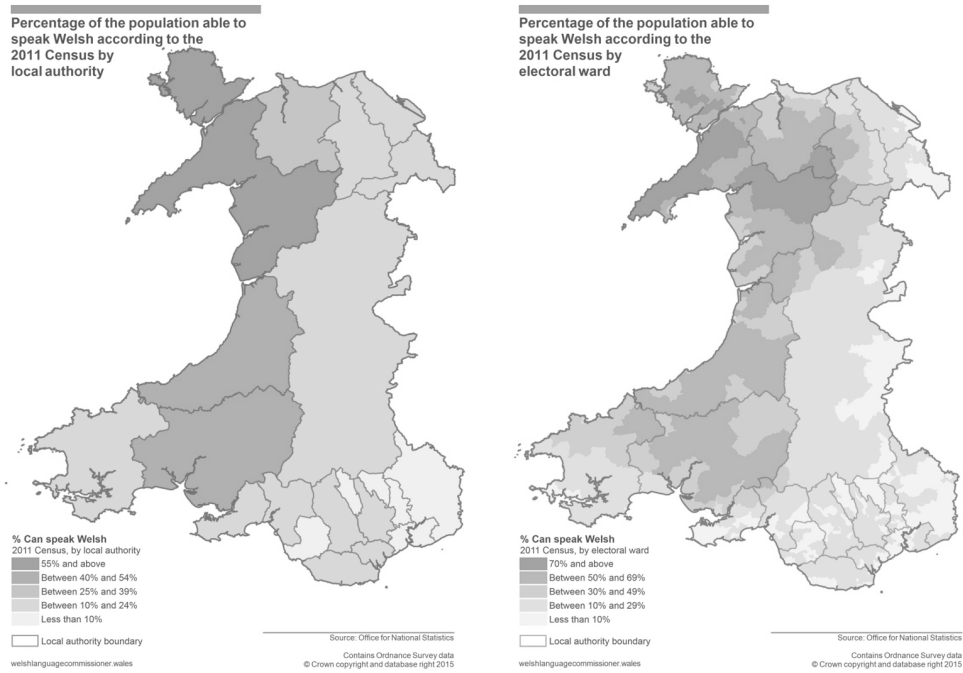 Percentage of the population able to
speak Welsh according to the
2011 Census by
local authority
% Can speak Welsh
2011 Census, by local authority
55% and above
Between 40% and 54%
Between 25% and 39%
Between 10% and 24%
Less than 10%
Local authority boundary
welshlanguagecommissioner.wales
Source: Office for National Statistics
Contains Ordnance Survey data
© Crown copyright and database right 2015
Percentage of the population able to
speak Welsh according to the
2011 Census by
electoral ward
% Can speak Welsh
2011 Census, by electoral ward
70% and above
Between 50% and 69%
Between 30% and 49%
Between 10% and 29%
Less than 10%
Local authority boundary
welshlanguagecommissioner.wales
Source: Office for National Statistics
Contains Ordnance Survey data
© Crown copyright and database right 2015